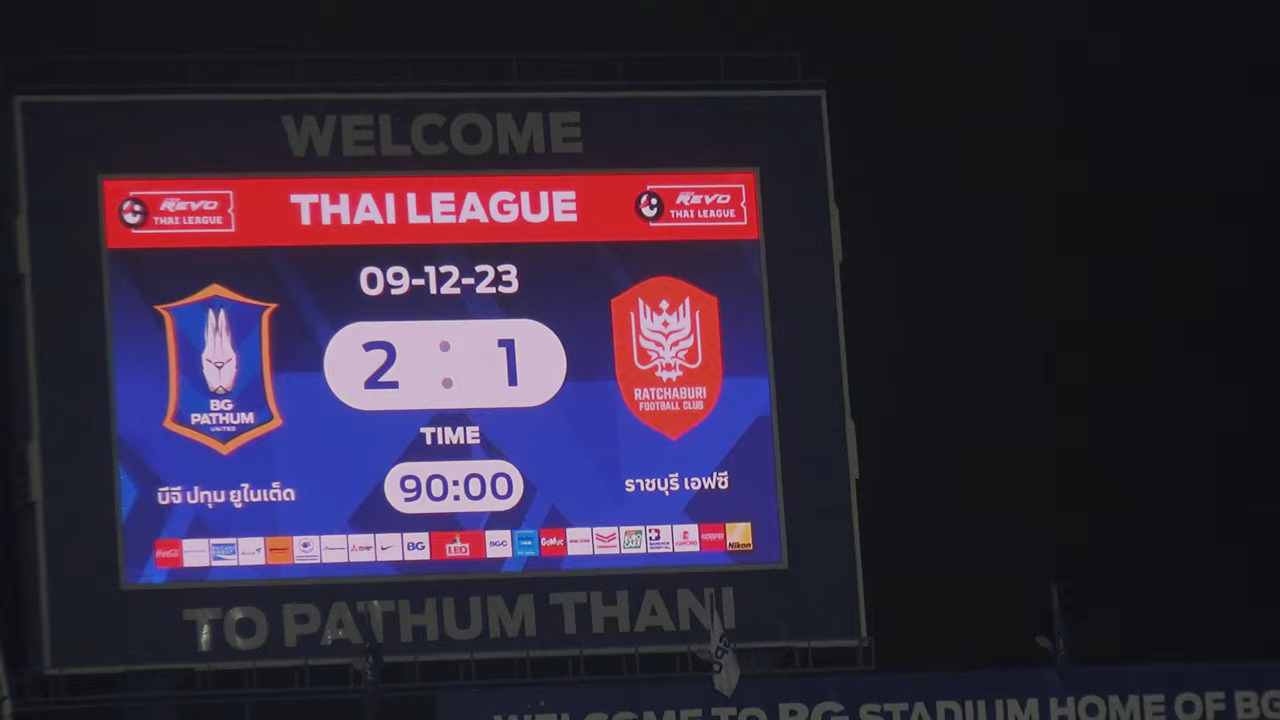 WELCOME
REVO
THAI LEAGUE
THAI LEAGUE
REVO
THAI LEAGUE
09-12-23
2 : 1
BG
PATHUM
UNITED
RATCHABURI
FOOTBALL CLUB
TIME
90:00
บีจี ปทุม ยูไนเต็ด
ราชบุรี เอฟซี
BG LEO BGC GoMUC Nikon
TO PATHUM THANI
WELCOME TO BG STADIUM HOME OF BG